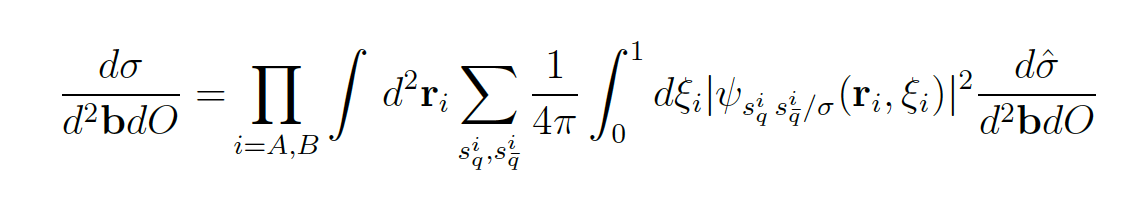 \frac{d\sigma}{d^2\mathbf{b}dO} = \prod_{i=A,B} \int d^2\mathbf{r}_i \sum_{s_q^i, s_{\bar{q}}^i} \frac{1}{4\pi} \int_0^1 d\xi_i |\psi_{s_q^i s_{\bar{q}}^i/\sigma}(\mathbf{r}_i, \xi_i)|^2 \frac{d\hat{\sigma}}{d^2\mathbf{b}dO}